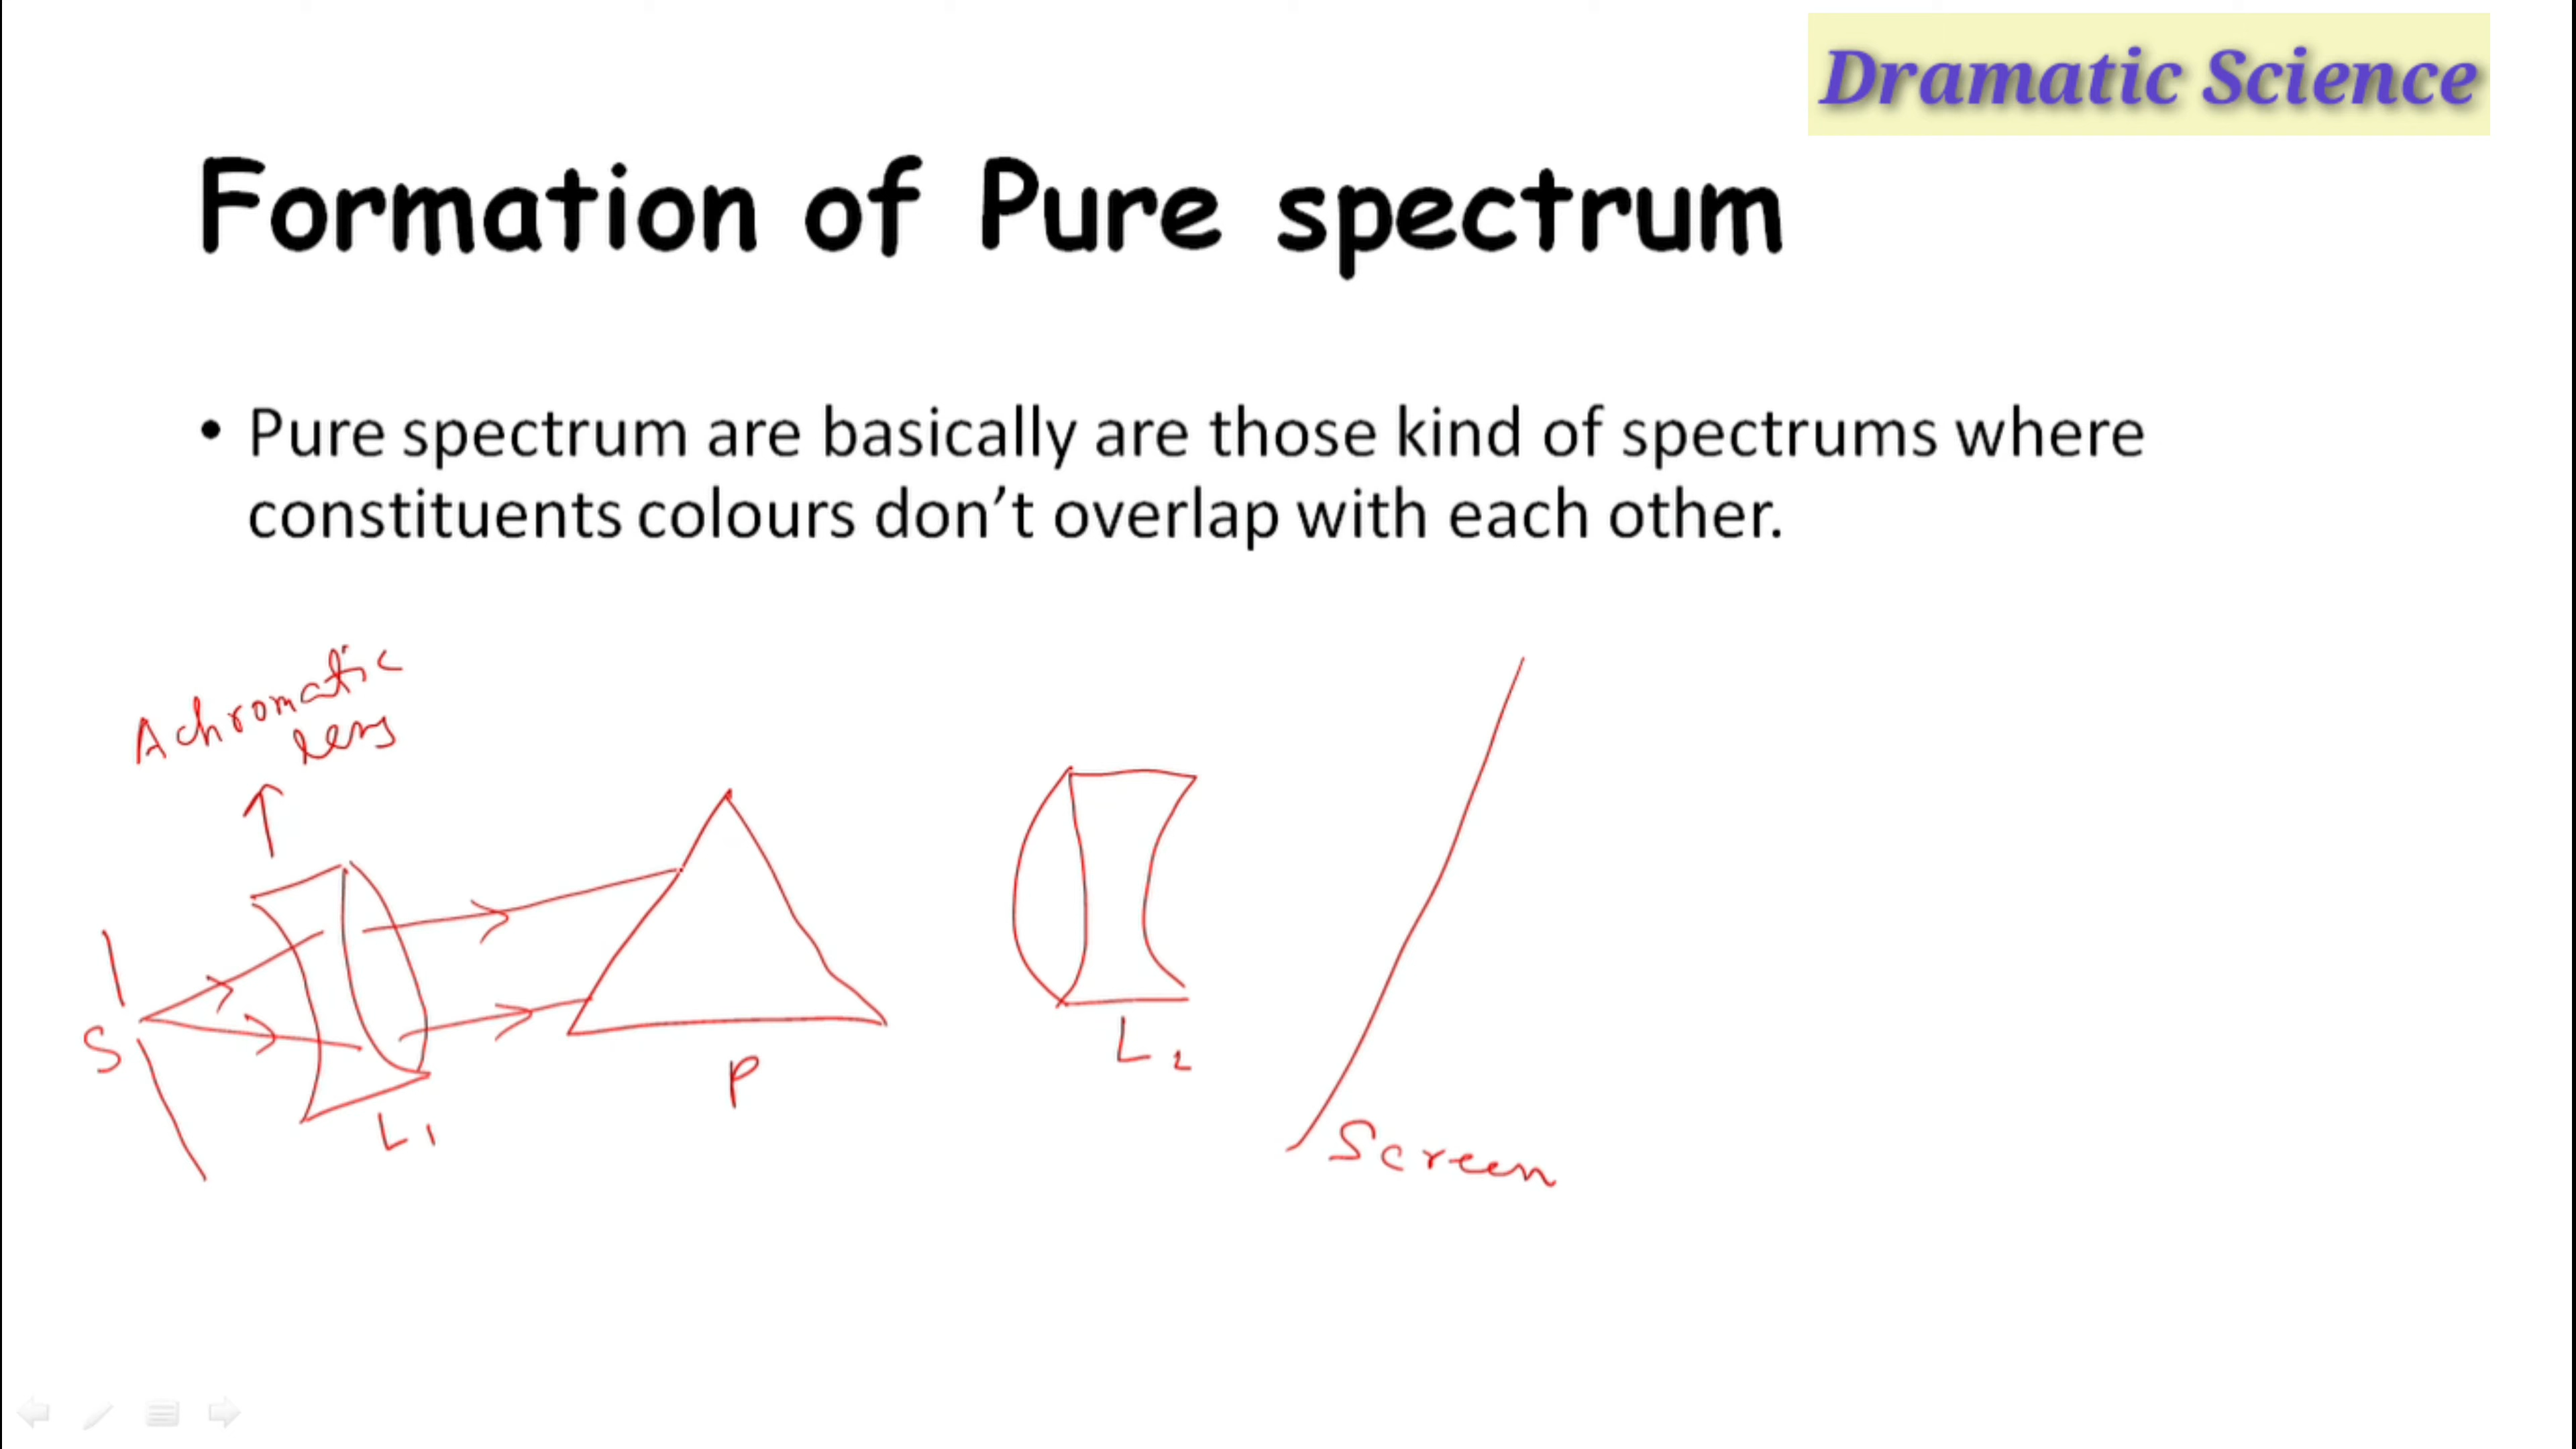 Dramatic Science
Formation of Pure spectrum
• Pure spectrum are basically are those kind of spectrums where
constituents colours don't overlap with each other.
Achromatic
lens
S
L1
P
L2
Screen